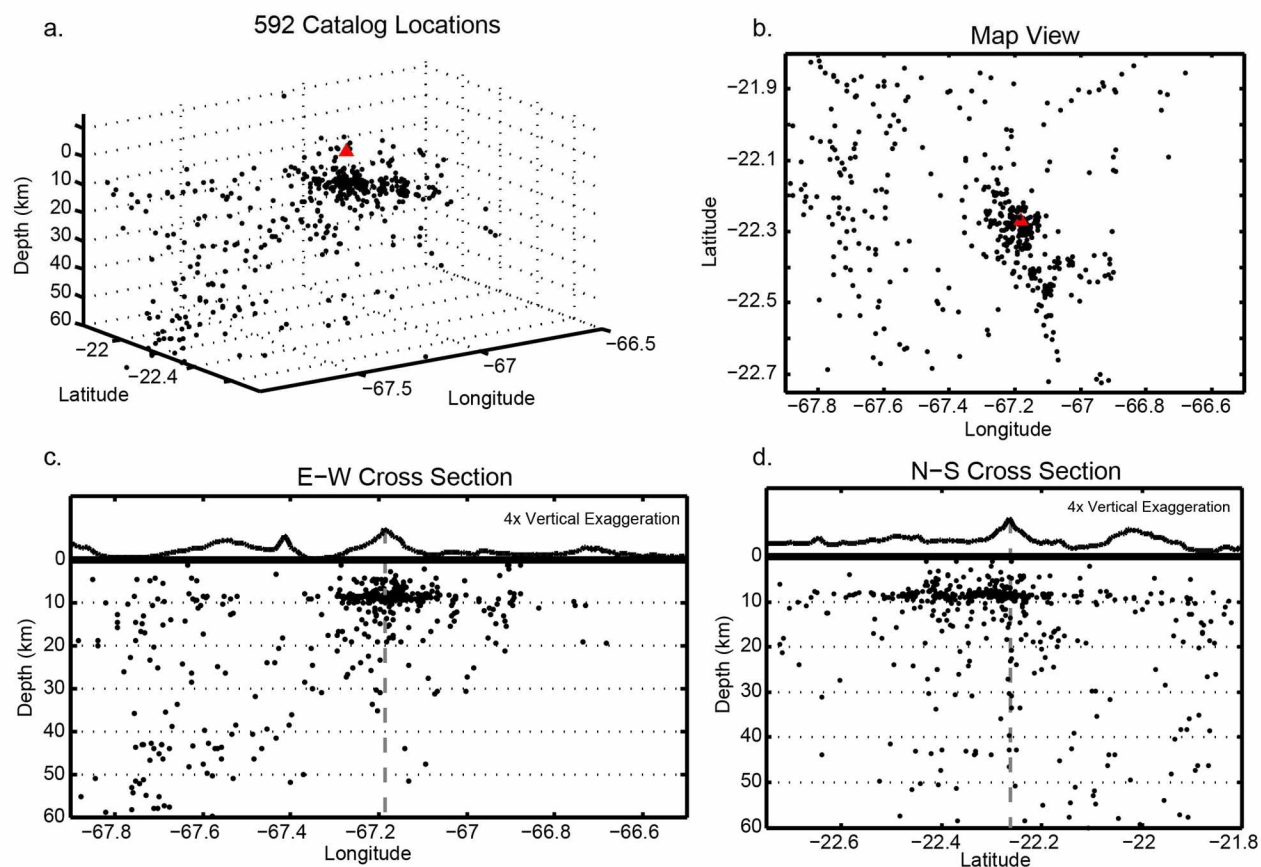 a.
592 Catalog Locations
0
10
20
30
40
50
60
Depth (km)
−22
−22.4
Latitude
−67.5
−67
−66.5
Longitude
b.
Map View
−21.9
−22.1
−22.3
−22.5
−22.7
Latitude
−67.8 −67.6 −67.4 −67.2 −67 −66.8 −66.6
Longitude
c.
E−W Cross Section
4x Vertical Exaggeration
0
10
20
30
40
50
60
Depth (km)
−67.8 −67.6 −67.4 −67.2 −67 −66.8 −66.6
Longitude
d.
N−S Cross Section
4x Vertical Exaggeration
0
10
20
30
40
50
60
Depth (km)
−22.6 −22.4 −22.2 −22 −21.8
Latitude